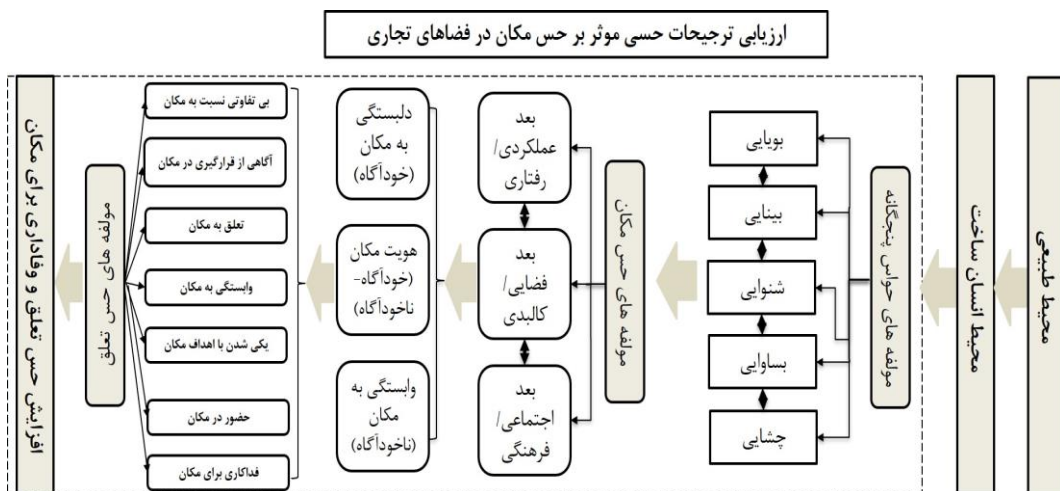 ارزیابی ترجیحات حسی موثر بر حس مکان در فضاهای تجاری
محیط طبیعی
محیط انسان ساخت
مولفه های حواس پنجگانه
بویایی
بینایی
شنوایی
بساوایی
چشایی
مولفه های حس مکان
بعد
عملکردی/
رفتاری
بعد
فضایی/
کالبدی
بعد
اجتماعی/
فرهنگی
دلبستگی
به مکان
(خودآگاه)
هویت مکان
(خودآگاه-
ناخودآگاه)
وابستگی به
مکان
(ناخودآگاه)
بی تفاوتی نسبت به مکان
آگاهی از قرارگیری در مکان
تعلق به مکان
وابستگی به مکان
یکی شدن با اهداف مکان
حضور در مکان
فداکاری برای مکان
مولفه های حس تعلق
افزایش حس تعلق و وفاداری برای مکان